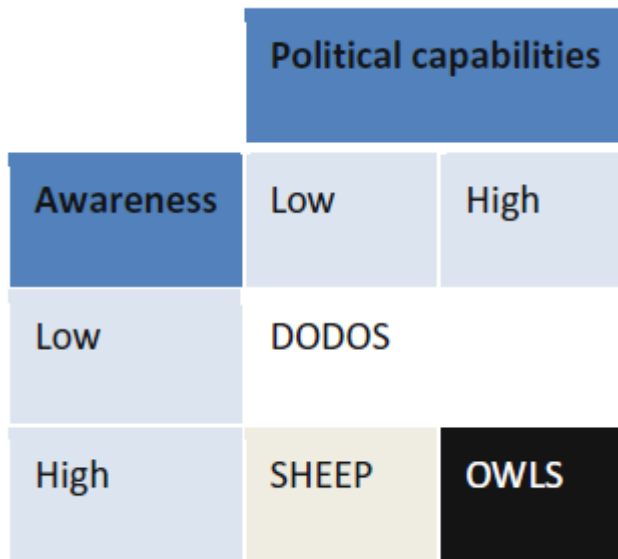 Political capabilities
Awareness Low High
Low DODOS
High SHEEP OWLS